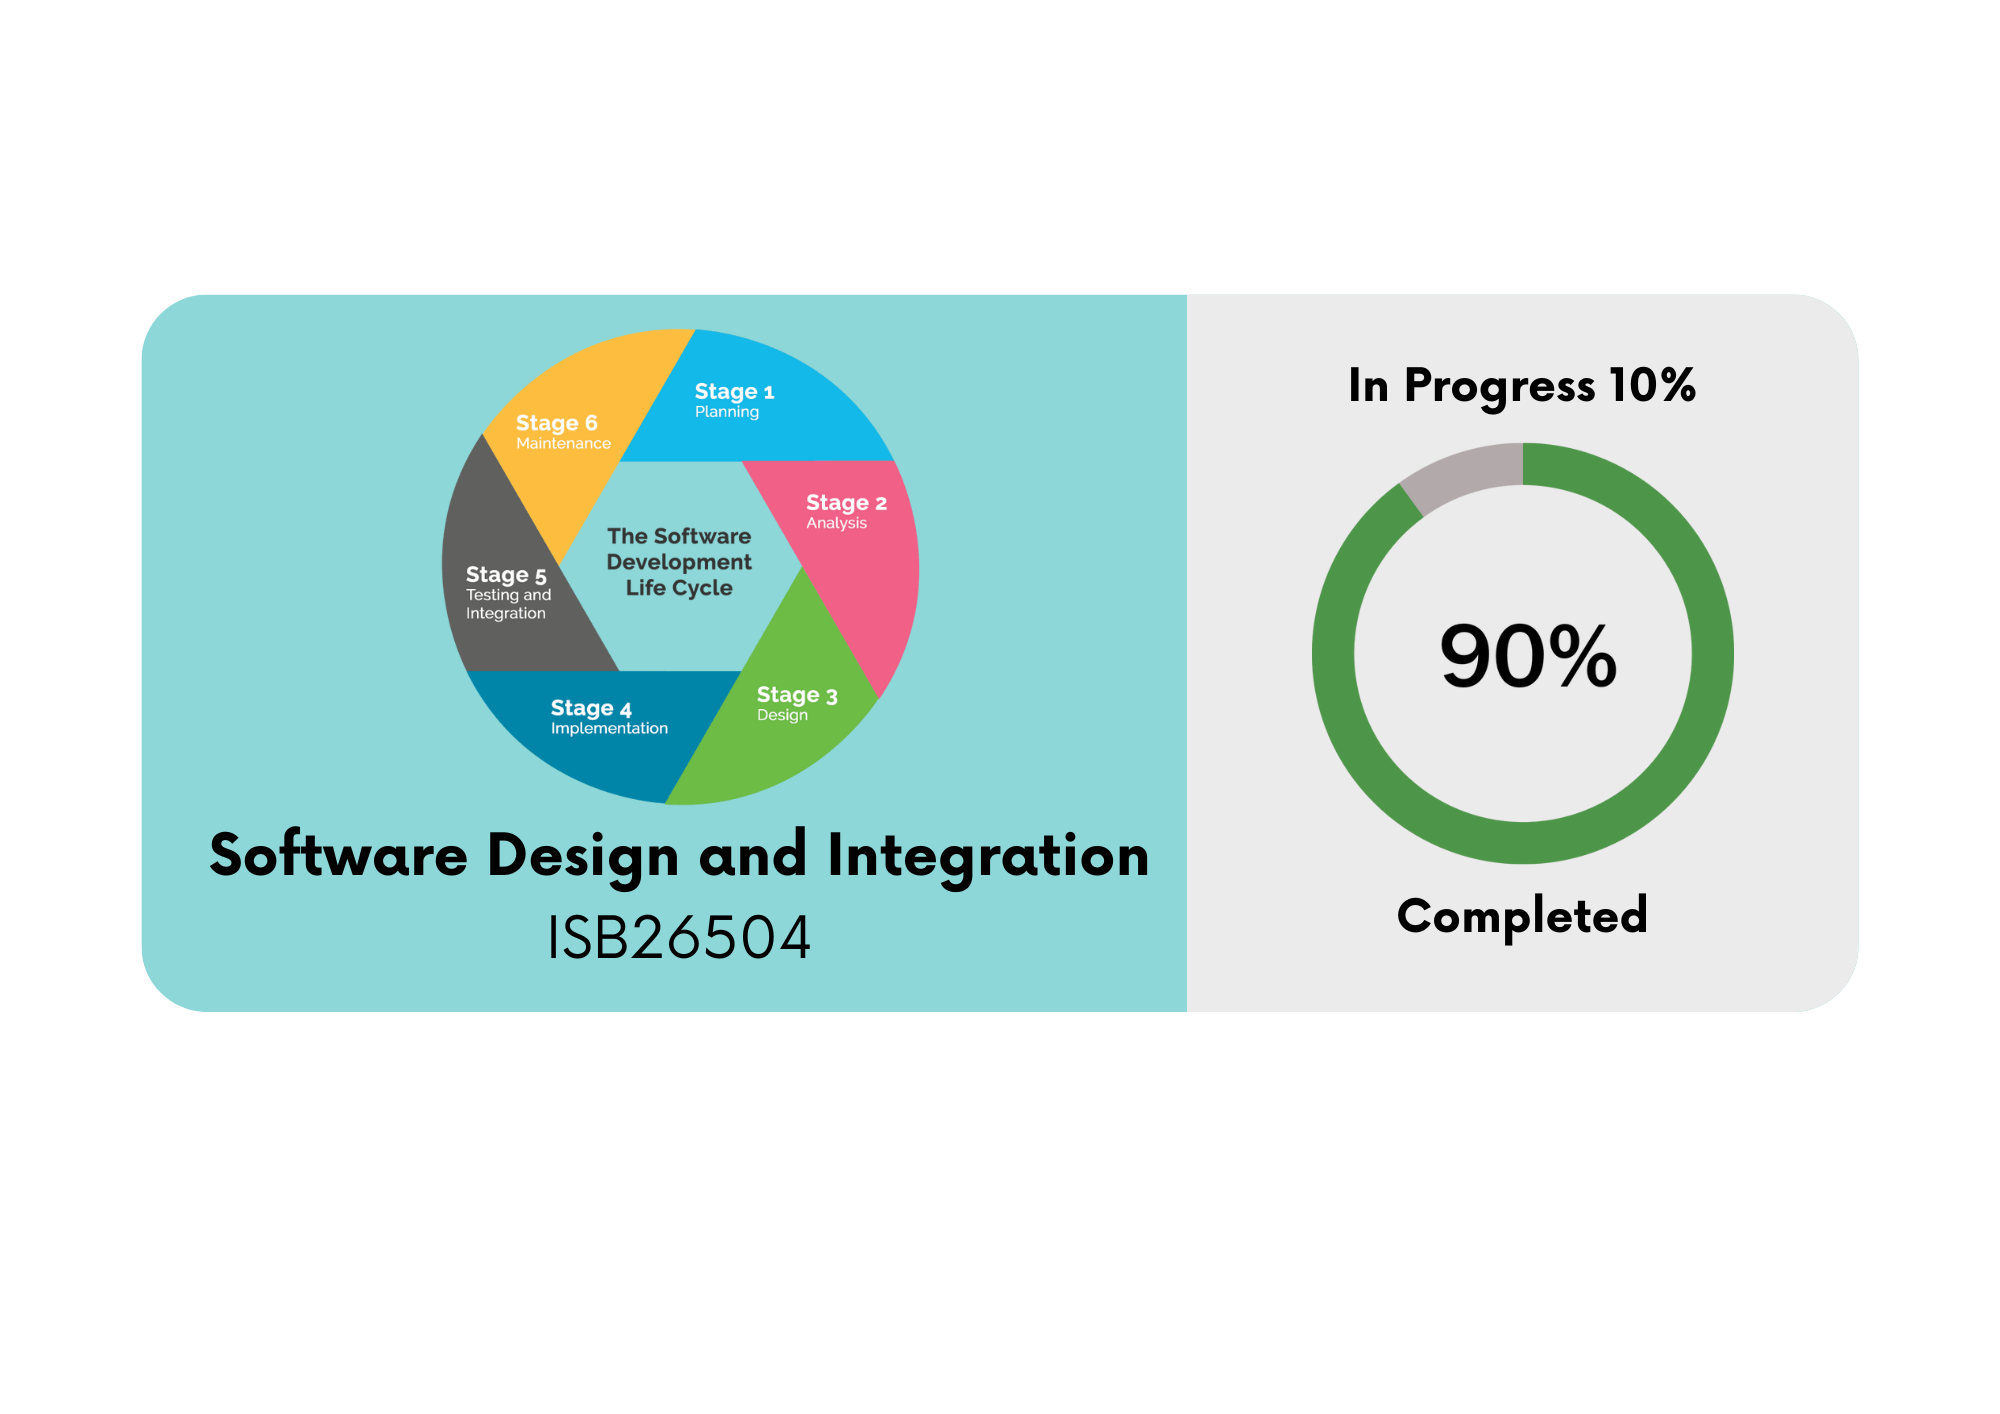 Stage 1
Planning
Stage 2
Analysis
Stage 3
Design
Stage 4
Implementation
Stage 5
Testing and
Integration
Stage 6
Maintenance
The Software
Development
Life Cycle
Software Design and Integration
ISB26504
In Progress 10%
90%
Completed